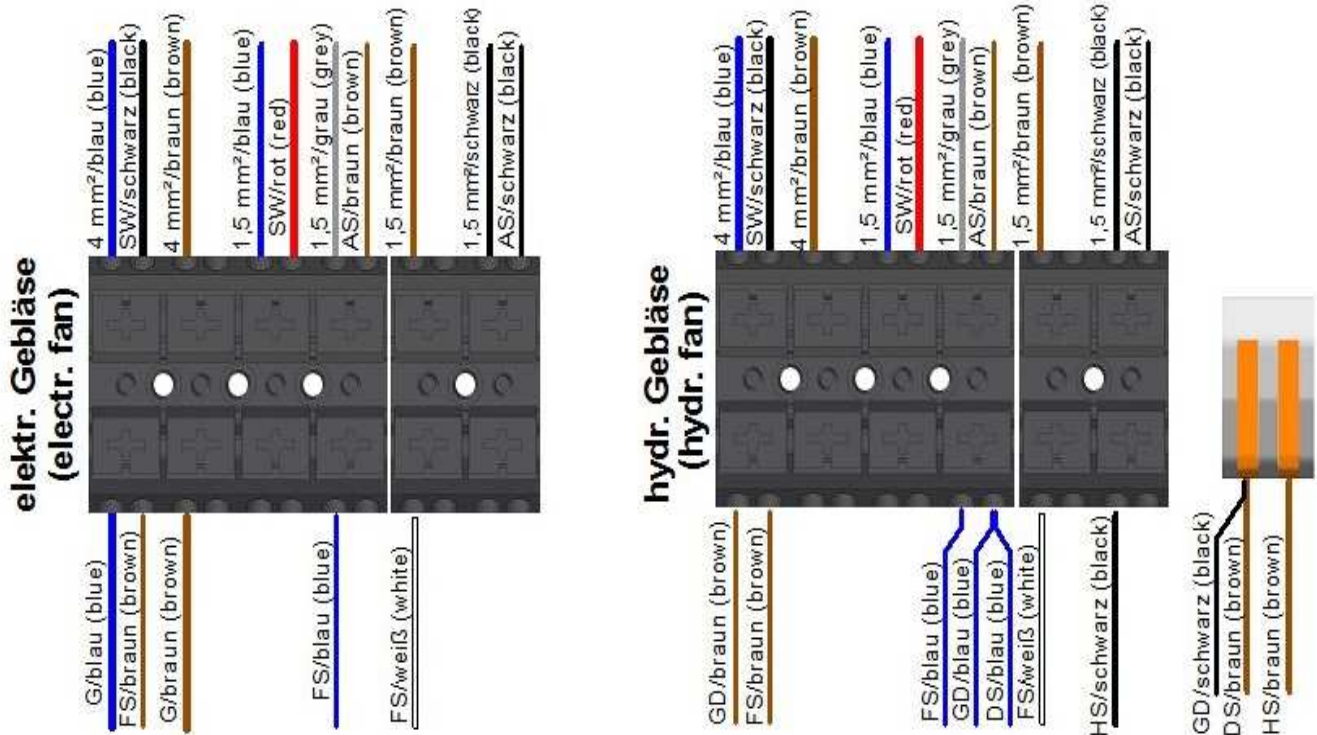 elektr. Gebläse
(electr. fan)
4 mm²/blau (blue)
SW/schwarz (black)
4 mm²/braun (brown)
1,5 mm²/blau (blue)
SW/rot (red)
1,5 mm²/grau (grey)
AS/braun (brown)
1,5 mm²/braun (brown)
1,5 mm²/schwarz (black)
AS/schwarz (black)
G/blau (blue)
FS/braun (brown)
G/braun (brown)
FS/blau (blue)
FS/weiß (white)
hydr. Gebläse
(hydr. fan)
4 mm²/blau (blue)
SW/schwarz (black)
4 mm²/braun (brown)
1,5 mm²/blau (blue)
SW/rot (red)
1,5 mm²/grau (grey)
AS/braun (brown)
1,5 mm²/braun (brown)
1,5 mm²/schwarz (black)
AS/schwarz (black)
GD/braun (brown)
FS/braun (brown)
FS/blau (blue)
GD/blau (blue)
DS/blau (blue)
FS/weiß (white)
HS/schwarz (black)
GD/schwarz (black)
DS/braun (brown)
HS/braun (brown)